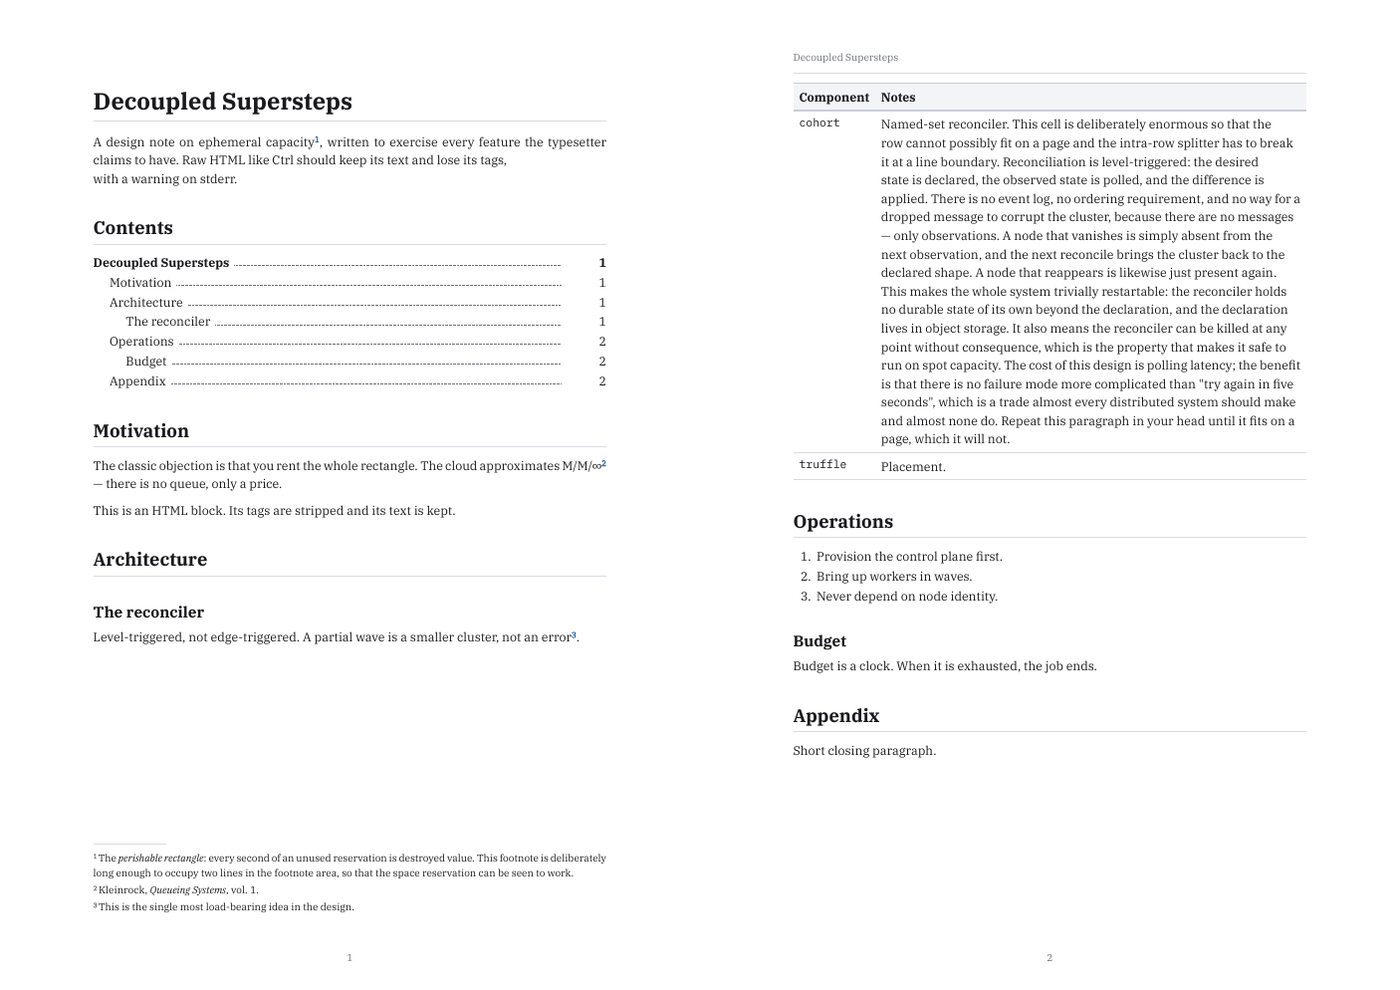 Decoupled Supersteps
A design note on ephemeral capacity¹, written to exercise every feature the typesetter
claims to have. Raw HTML like Ctrl should keep its text and lose its tags,
with a warning on stderr.
Contents
Decoupled Supersteps 1
Motivation 1
Architecture 1
The reconciler 1
Operations 2
Budget 2
Appendix 2
Motivation
The classic objection is that you rent the whole rectangle. The cloud approximates M/M/∞²
— there is no queue, only a price.
This is an HTML block. Its tags are stripped and its text is kept.
Architecture
The reconciler
Level-triggered, not edge-triggered. A partial wave is a smaller cluster, not an error³.
¹ The perishable rectangle: every second of an unused reservation is destroyed value. This footnote is deliberately
long enough to occupy two lines in the footnote area, so that the space reservation can be seen to work.
² Kleinrock, Queueing Systems, vol. 1.
³ This is the single most load-bearing idea in the design.
1
Decoupled Supersteps
Component Notes
cohort Named-set reconciler. This cell is deliberately enormous so that the
row cannot possibly fit on a page and the intra-row splitter has to break
it at a line boundary. Reconciliation is level-triggered: the desired
state is declared, the observed state is polled, and the difference is
applied. There is no event log, no ordering requirement, and no way for a
dropped message to corrupt the cluster, because there are no messages
— only observations. A node that vanishes is simply absent from the
next observation, and the next reconcile brings the cluster back to the
declared shape. A node that reappears is likewise just present again.
This makes the whole system trivially restartable: the reconciler holds
no durable state of its own beyond the declaration, and the declaration
lives in object storage. It also means the reconciler can be killed at any
point without consequence, which is the property that makes it safe to
run on spot capacity. The cost of this design is polling latency; the benefit
is that there is no failure mode more complicated than "try again in five
seconds", which is a trade almost every distributed system should make
and almost none do. Repeat this paragraph in your head until it fits on a
page, which it will not.
truffle Placement.
Operations
1. Provision the control plane first.
2. Bring up workers in waves.
3. Never depend on node identity.
Budget
Budget is a clock. When it is exhausted, the job ends.
Appendix
Short closing paragraph.
2